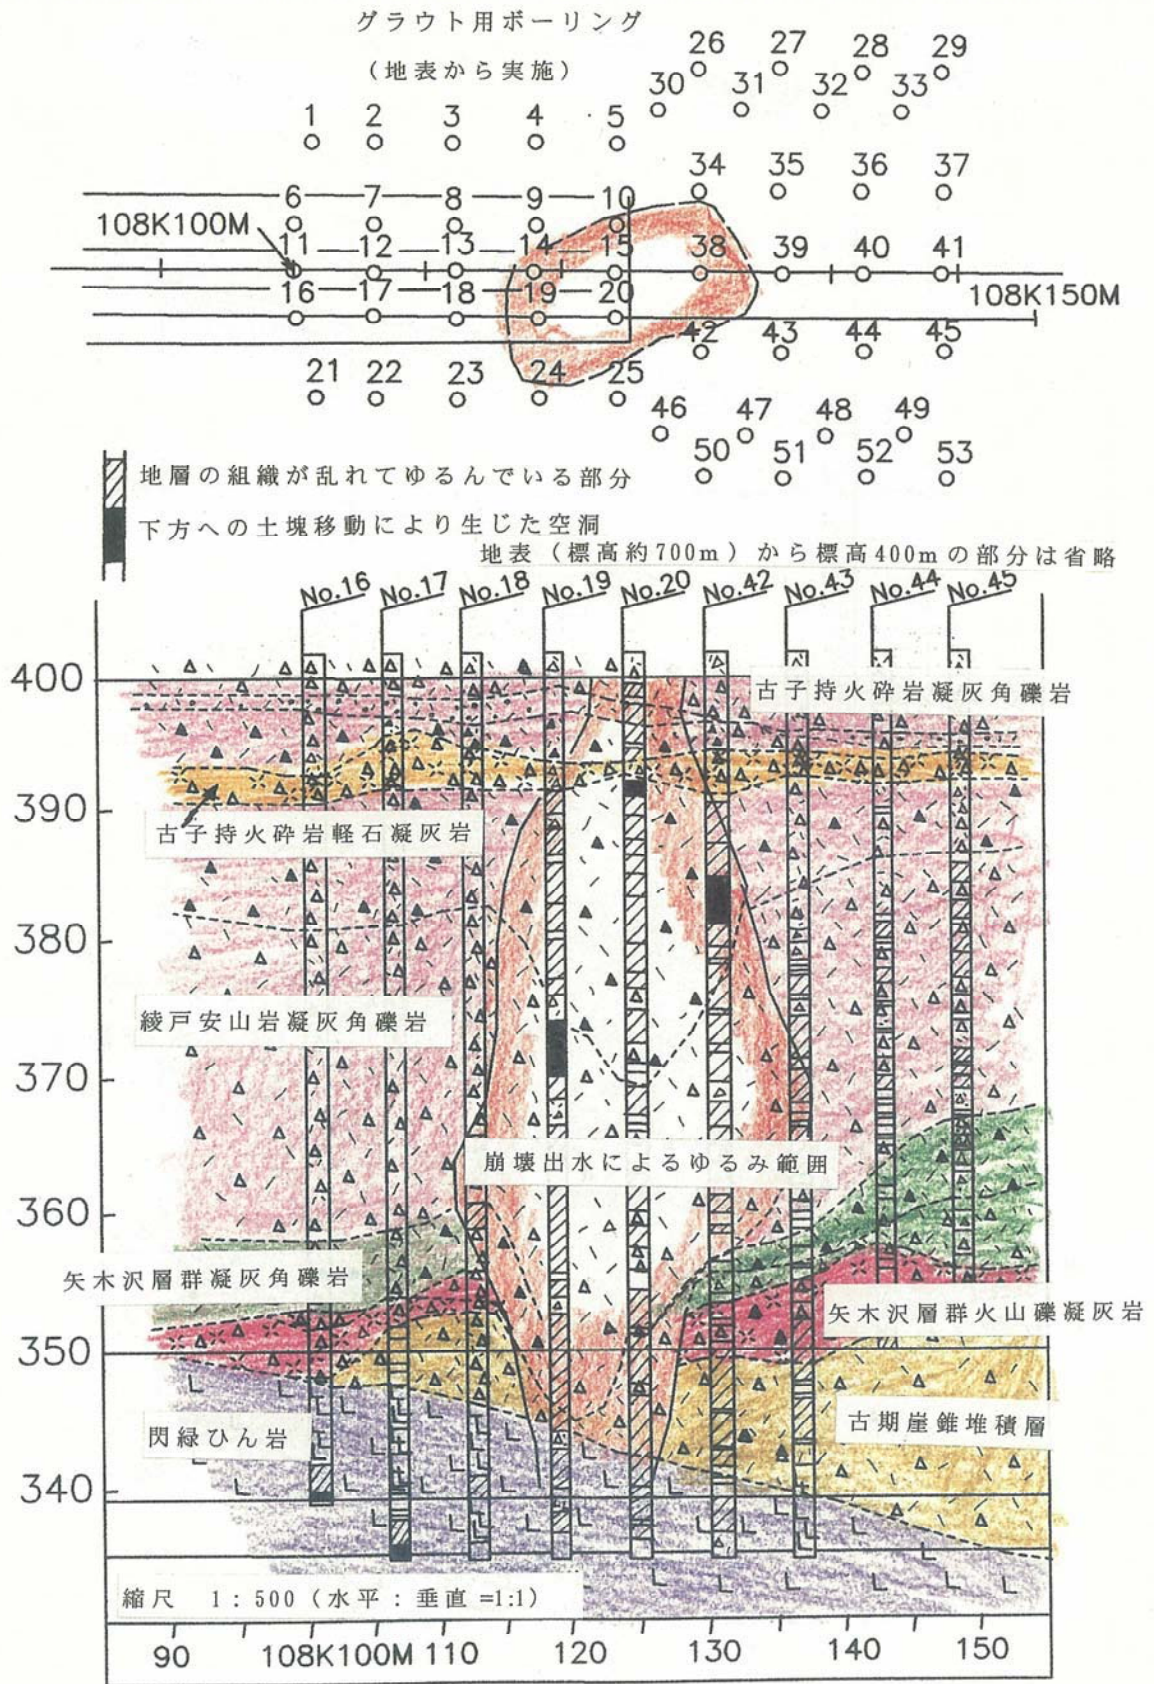 グラウト用ボーリング
(地表から実施)
26 27 28 29
30 31 32 33
1 2 3 4 5
34 35 36 37
6 7 8 9 10
108K100M
11 12 13 14 15 38 39 40 41
16 17 18 19 20
108K150M
42 43 44 45
21 22 23 24 25
46 47 48 49
50 51 52 53
地層の組織が乱れてゆるんでいる部分
下方への土塊移動により生じた空洞
地表(標高約700m)から標高400mの部分は省略
No.16 No.17 No.18 No.19 No.20 No.42 No.43 No.44 No.45
400
古子持火砕岩凝灰角礫岩
390
古子持火砕岩軽石凝灰岩
380
綾戸安山岩凝灰角礫岩
370
崩壊出水によるゆるみ範囲
360
矢木沢層群凝灰角礫岩
矢木沢層群火山礫凝灰岩
350
閃緑ひん岩
古期崖錐堆積層
340
縮尺 1:500(水平:垂直=1:1)
90 108K100M 110 120 130 140 150